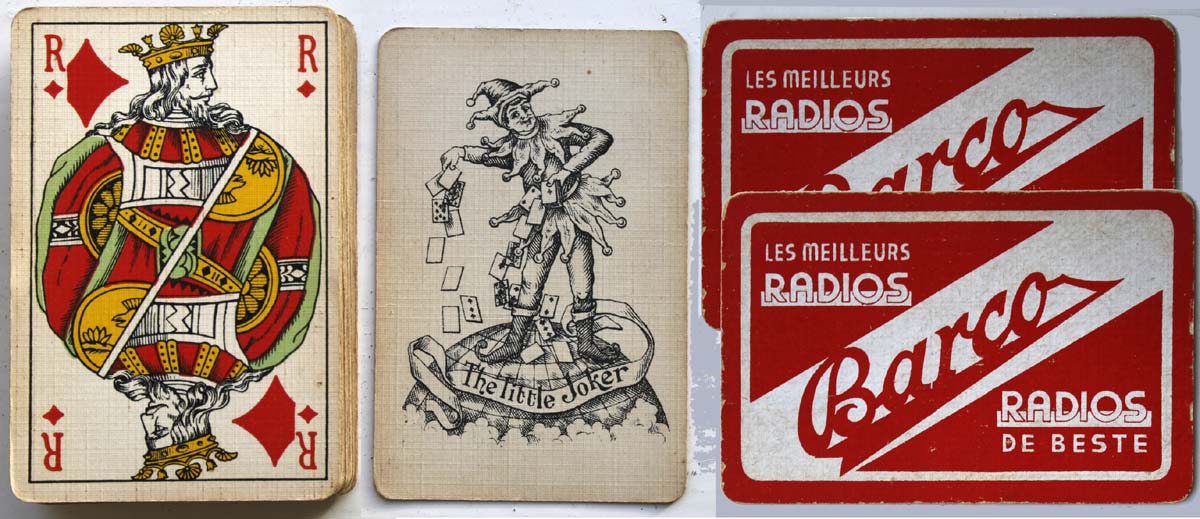 R
R
R
R
The little Joker
LES MEILLEURS
RADIOS
Barco
LES MEILLEURS
RADIOS
Barco
RADIOS
DE BESTE